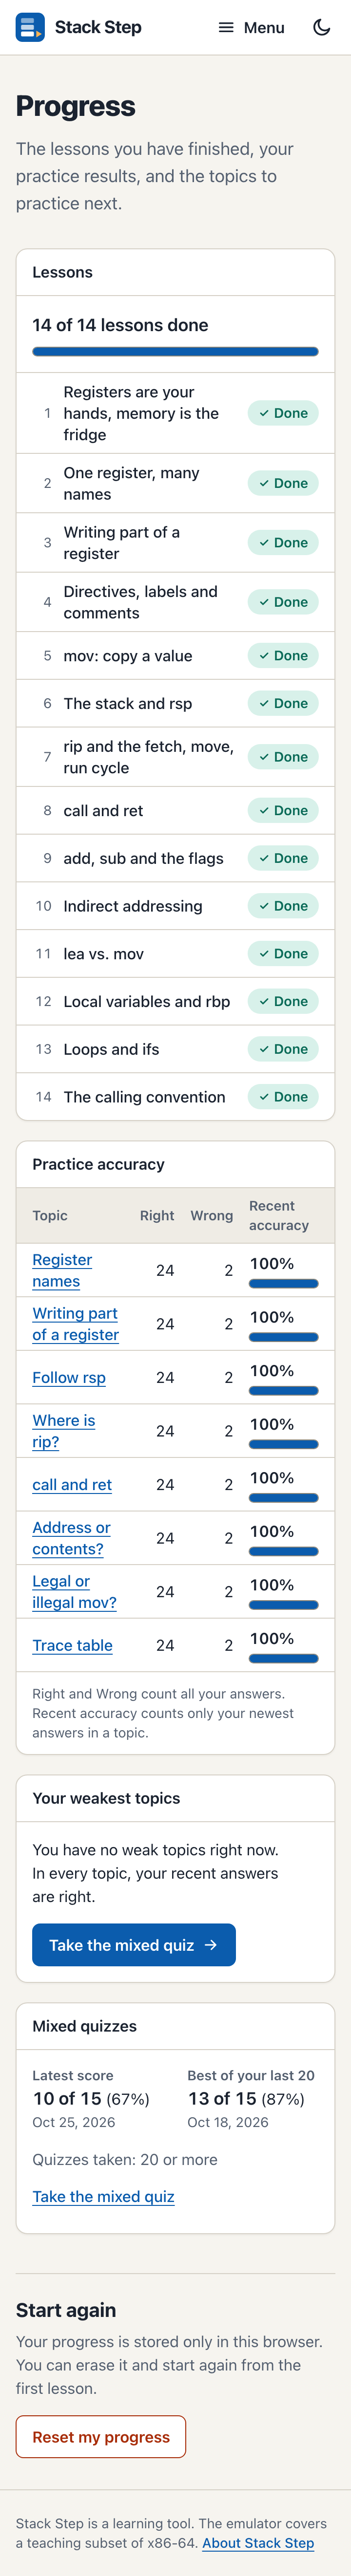 Stack Step
Menu
Progress
The lessons you have finished, your
practice results, and the topics to
practice next.
Lessons
14 of 14 lessons done
1 Registers are your hands, memory is the fridge ✓ Done
2 One register, many names ✓ Done
3 Writing part of a register ✓ Done
4 Directives, labels and comments ✓ Done
5 mov: copy a value ✓ Done
6 The stack and rsp ✓ Done
7 rip and the fetch, move, run cycle ✓ Done
8 call and ret ✓ Done
9 add, sub and the flags ✓ Done
10 Indirect addressing ✓ Done
11 lea vs. mov ✓ Done
12 Local variables and rbp ✓ Done
13 Loops and ifs ✓ Done
14 The calling convention ✓ Done
Practice accuracy
Topic Right Wrong Recent accuracy
Register names 24 2 100%
Writing part of a register 24 2 100%
Follow rsp 24 2 100%
Where is rip? 24 2 100%
call and ret 24 2 100%
Address or contents? 24 2 100%
Legal or illegal mov? 24 2 100%
Trace table 24 2 100%
Right and Wrong count all your answers.
Recent accuracy counts only your newest
answers in a topic.
Your weakest topics
You have no weak topics right now.
In every topic, your recent answers
are right.
Take the mixed quiz →
Mixed quizzes
Latest score
10 of 15 (67%)
Oct 25, 2026
Best of your last 20
13 of 15 (87%)
Oct 18, 2026
Quizzes taken: 20 or more
Take the mixed quiz
Start again
Your progress is stored only in this browser.
You can erase it and start again from the
first lesson.
Reset my progress
Stack Step is a learning tool. The emulator covers
a teaching subset of x86-64. About Stack Step